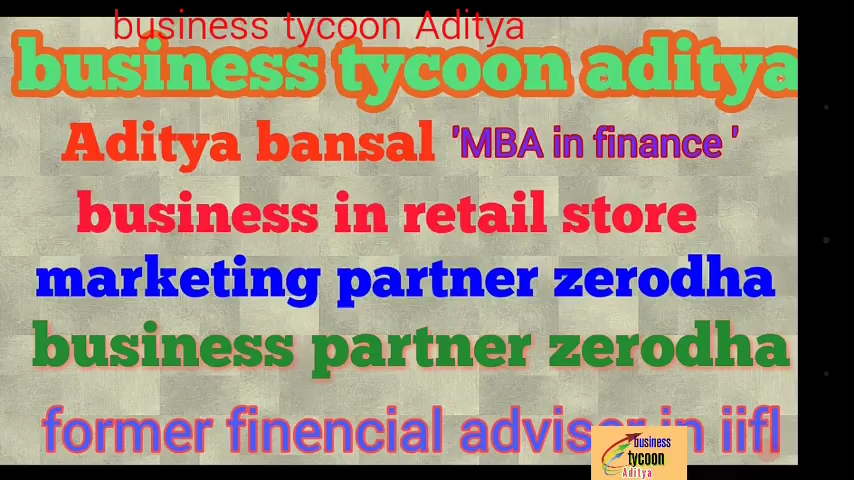 business tycoon Aditya
business tycoon aditya
Aditya bansal 'MBA in finance '
business in retail store
marketing partner zerodha
business partner zerodha
former finencial adviser in iifl
business
tycoon
Aditya